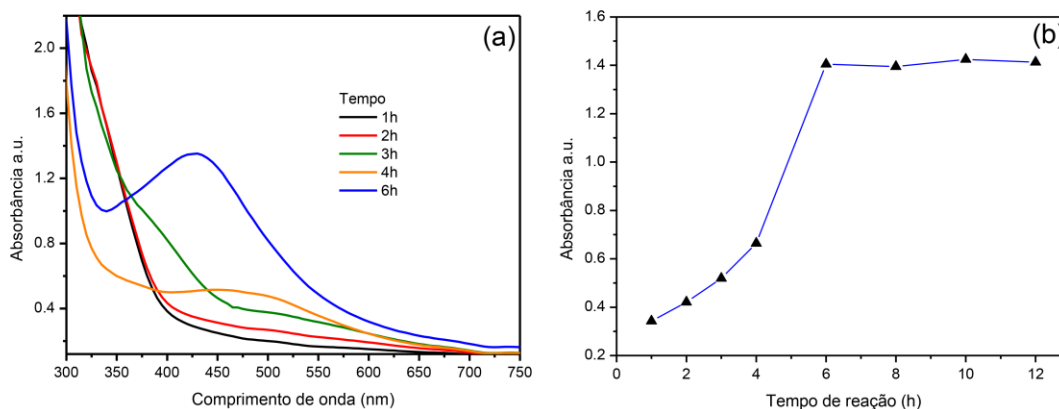 (a)
2.0
1.6
1.2
0.8
0.4
Absorbância a.u.
Tempo
1h
2h
3h
4h
6h
300 350 400 450 500 550 600 650 700 750
Comprimento de onda (nm)
(b)
1.6
1.4
1.2
1.0
0.8
0.6
0.4
0.2
Absorbância a.u.
0 2 4 6 8 10 12
Tempo de reação (h)